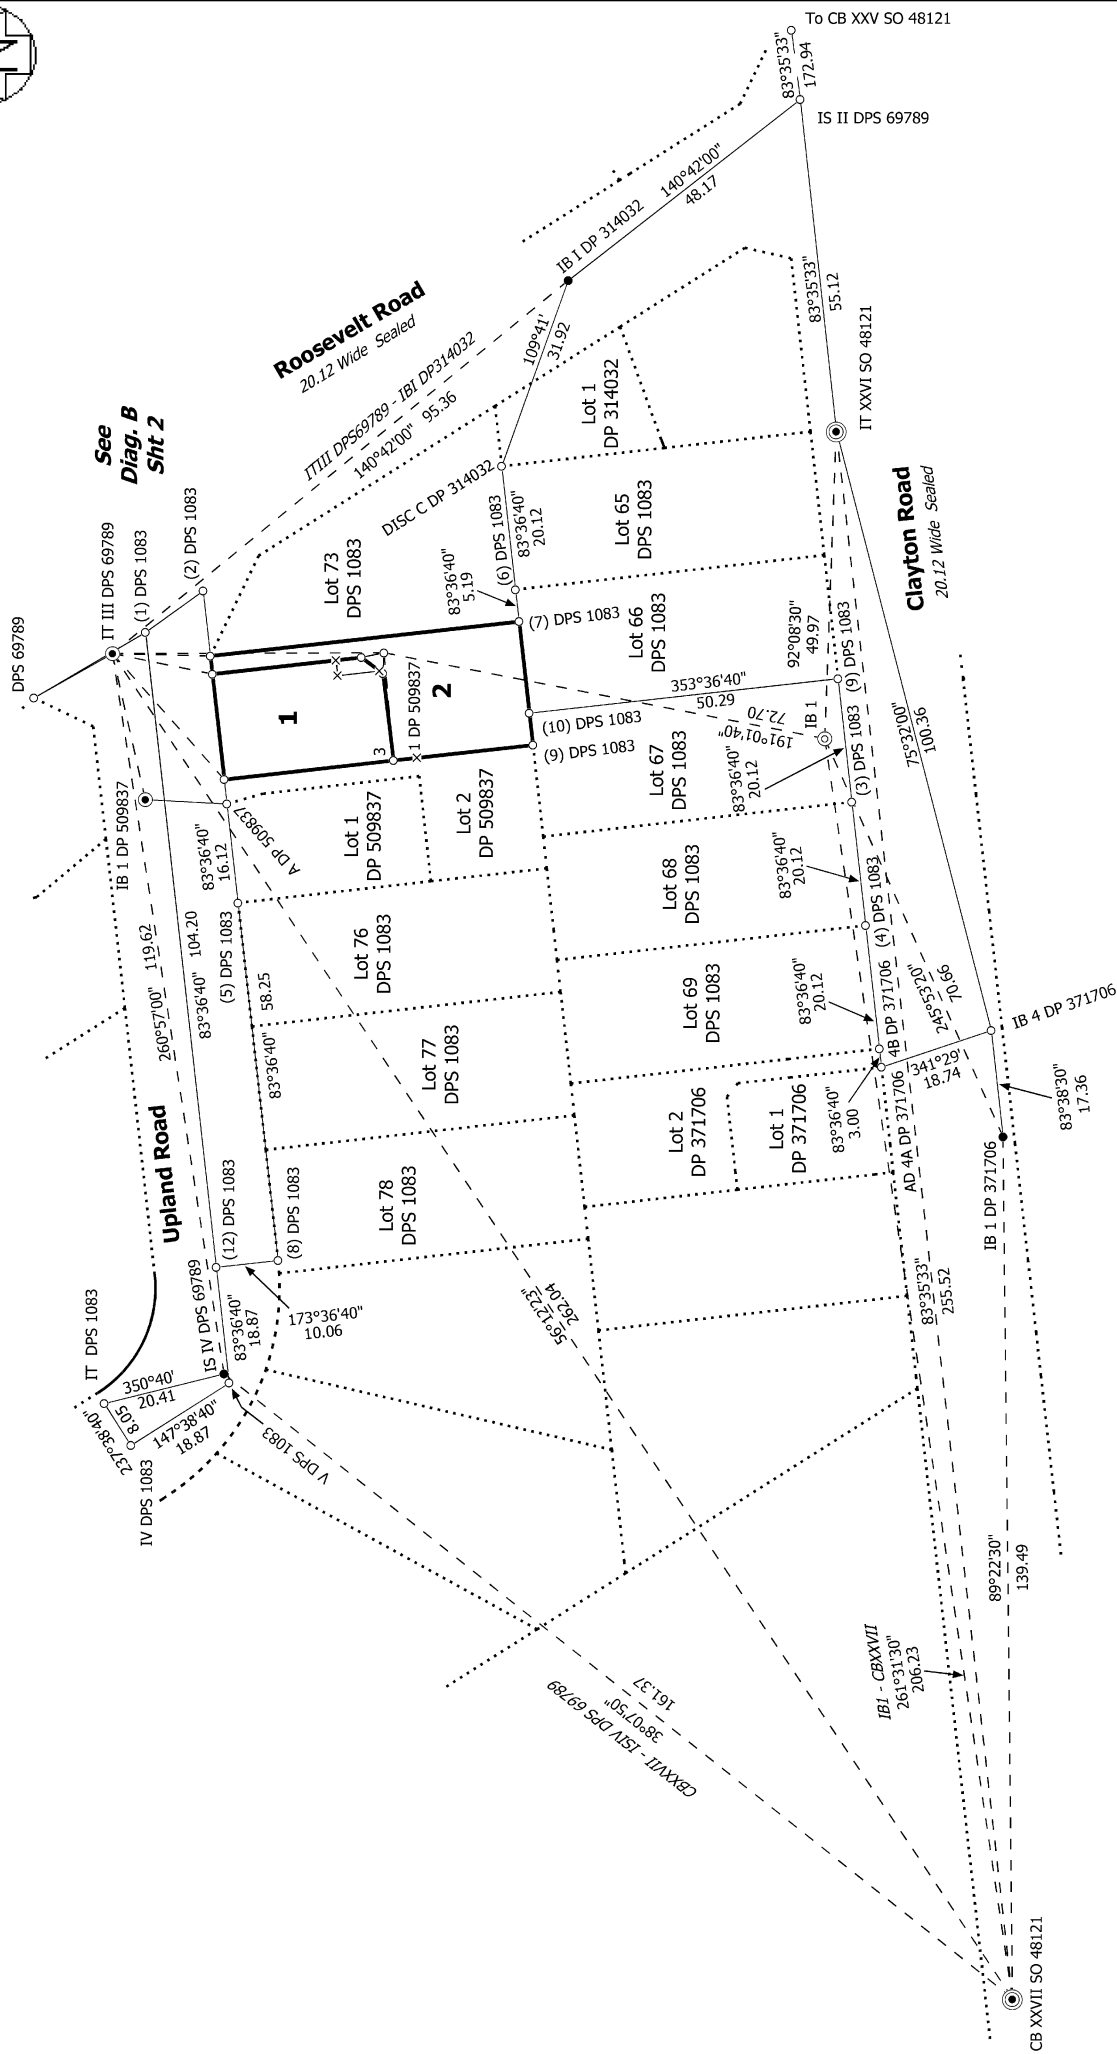 N
To CB XXV SO 48121
83°35'33"
172.94
IS II DPS 69789
140°42'00"
48.17
IB I DP 314032
Roosevelt Road
20.12 Wide Sealed
109°41'
31.92
83°35'33"
55.12
IT XXVI SO 48121
ITIII DPS69789 - IBI DP314032
140°42'00" 95.36
See
Diag. B
Sht 2
Lot 1
DP 314032
DISC C DP 314032
(6) DPS 1083
83°36'40"
20.12
Lot 65
DPS 1083
Clayton Road
20.12 Wide Sealed
DPS 69789
IT III DPS 69789
(1) DPS 1083
(2) DPS 1083
Lot 73
DPS 1083
83°36'40"
5.19
(7) DPS 1083
Lot 66
DPS 1083
92°08'30"
49.97
(9) DPS 1083
1
2
3
1 DP 509837
(10) DPS 1083
(9) DPS 1083
353°36'40"
50.29
191°01'40"
72.70
IB 1
75°32'00"
100.36
IB 1 DP 509837
A DP 509837
83°36'40"
16.12
Lot 1
DP 509837
Lot 2
DP 509837
Lot 67
DPS 1083
83°36'40"
20.12
(3) DPS 1083
260°57'00" 119.62
83°36'40" 104.20
(5) DPS 1083
Lot 76
DPS 1083
Lot 68
DPS 1083
83°36'40"
20.12
(4) DPS 1083
83°36'40" 58.25
Lot 77
DPS 1083
Lot 69
DPS 1083
83°36'40"
20.12
4B DP 371706
245°53'20"
70.66
IB 4 DP 371706
Upland Road
Lot 2
DP 371706
Lot 1
DP 371706
83°36'40"
3.00
AD 4A DP 371706
341°29'
18.74
83°38'30"
17.36
IB 1 DP 371706
(12) DPS 1083
(8) DPS 1083
Lot 78
DPS 1083
173°36'40"
10.06
IT DPS 1083
IS IV DPS 69789
83°36'40"
18.87
350°40'
20.41
237°38'40"
8.05
147°38'40"
18.87
IV DPS 1083
V DPS 1083
56°12'23"
262.04
83°35'33"
255.52
89°22'30"
139.49
IB1 - CBXXVII
261°31'30"
206.23
CBXXVII - ISIV DPS 69789
38°07'50"
161.37
CB XXVII SO 48121